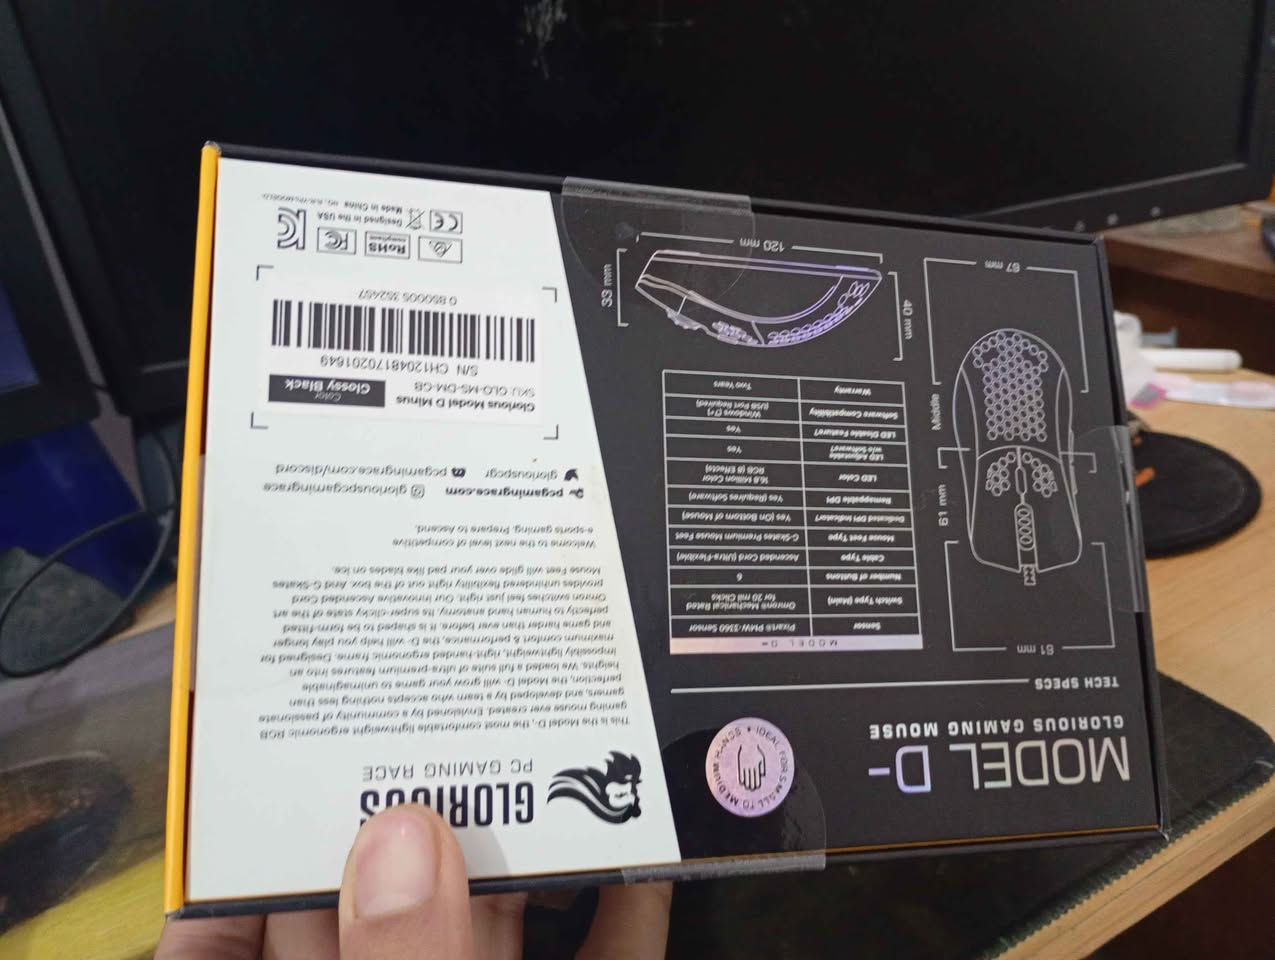 MODEL D-
GLORIOUS GAMING MOUSE
IDEAL FOR SMALL TO MEDIUM HANDS
TECH SPECS
MODEL D-
Sensor Pixart® PMW-3360 Sensor
Switch Type (Main) Omron® Mechanical Rated for 20 mil Clicks
Number of Buttons 6
Cable Type Ascended Cord (Ultra-Flexible)
Mouse Feet Type G-Skates Premium Mouse Feet
Dedicated DPI Indicator? Yes (On Bottom of Mouse)
Remappable DPI Yes (Requires Software)
LED Color 16.8 Million Color RGB (8 Effects)
LED Adjustable w/o Software? Yes
LED Disable Feature? Yes
Software Compatibility Windows (7+) (USB Port Required)
Warranty Two Years
61 mm
61 mm
Middle
67 mm
40 mm
33 mm
120 mm
GLORIOUS
PC GAMING RACE
This is the Model D-, the most comfortable lightweight ergonomic RGB
gaming mouse ever created. Envisioned by a community of passionate
gamers, and developed by a team who accepts nothing less than
perfection, the Model D- will grow your game to unimaginable
heights. We loaded a full suite of ultra-premium features into an
impossibly lightweight, right-handed ergonomic frame. Designed for
maximum comfort & performance, the D- will help you play longer
and game harder than ever before. It is shaped to be form-fitted
perfectly to human hand anatomy. Its super-clicky state of the art
Omron switches feel just right. Our innovative Ascended Cord
provides unhindered flexibility right out of the box. And G-Skates
Mouse Feet will glide over your pad like blades on ice.
Welcome to the next level of competitive
e-sports gaming. Prepare to Ascend.
pcgamingrace.com gloriouspcgamingrace
gloriouspcgr pcgamingrace.com/discord
Glorious Model D Minus
SKU: GLO-MS-DM-GB
Color
Glossy Black
S/N CH12048170201649
0 850005 352457
RoHS
compliant
FC
CE
Designed in the USA
Made in China